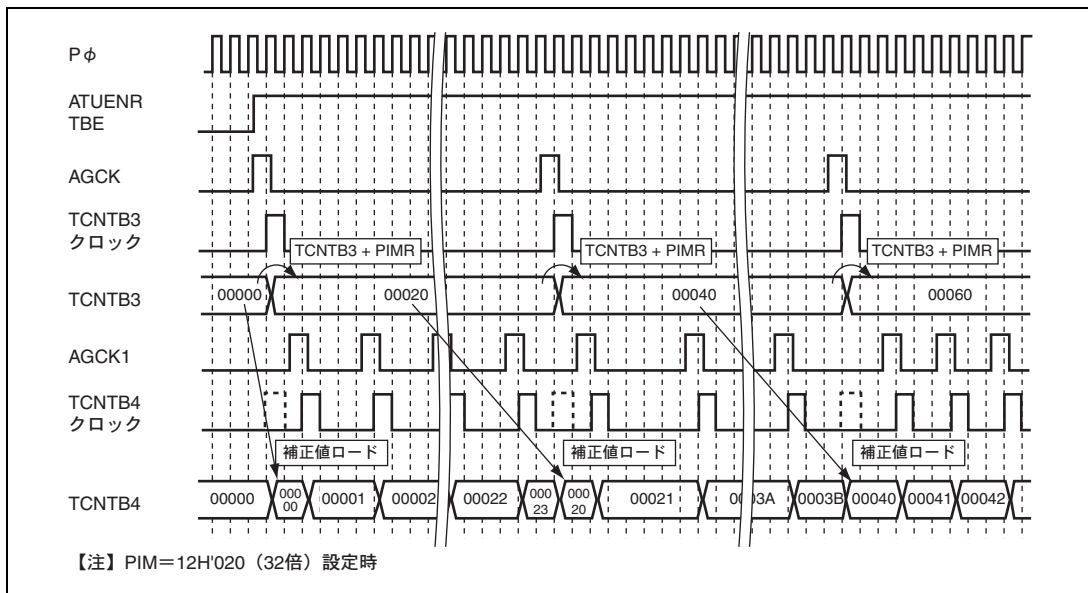 Pφ
ATUENR
TBE
AGCK
TCNTB3
クロック
TCNTB3 + PIMR
TCNTB3 + PIMR
TCNTB3 + PIMR
TCNTB3
00000
00020
00040
00060
AGCK1
TCNTB4
クロック
補正値ロード
補正値ロード
補正値ロード
TCNTB4
00000
000
00
00001
00002
00022
000
23
000
20
00021
0003A
0003B
00040
00041
00042
【注】PIM=12H'020（32倍）設定時